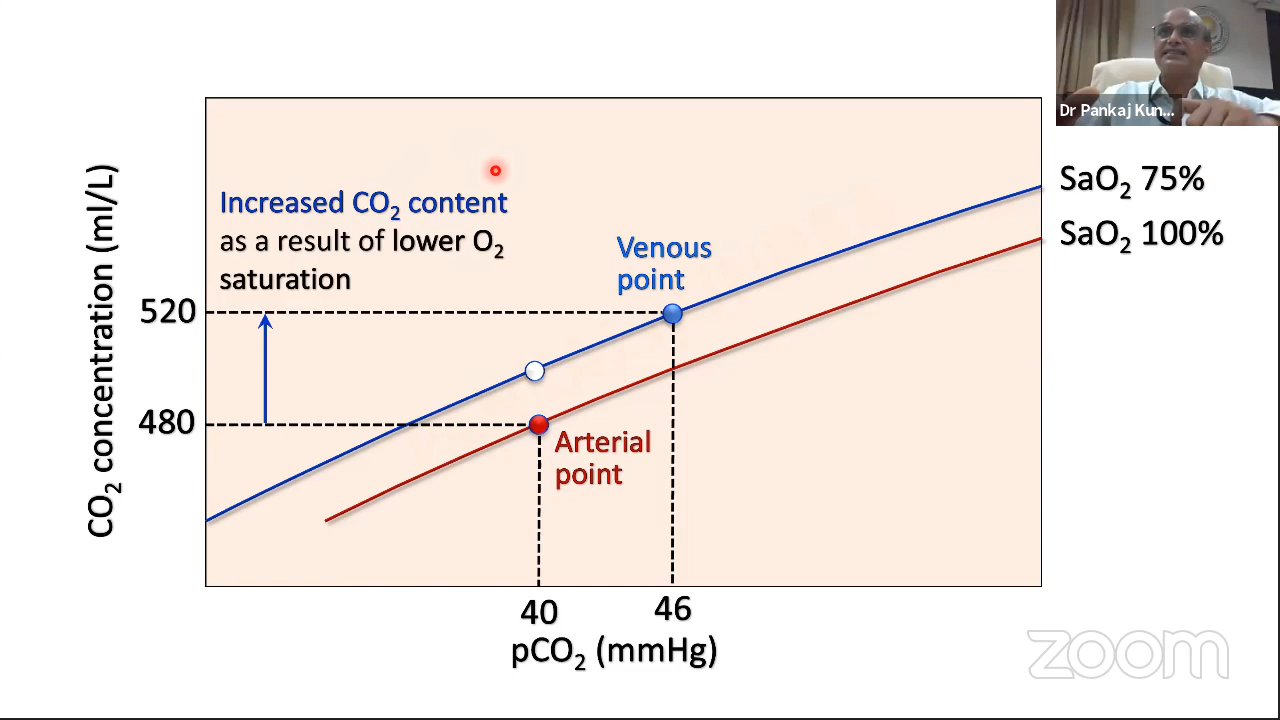 Dr Pankaj Kun...
SaO₂ 75%
SaO₂ 100%
Increased CO₂ content
as a result of lower O₂
saturation
Venous
point
520
480
Arterial
point
CO₂ concentration (ml/L)
40
46
pCO₂ (mmHg)
zoom